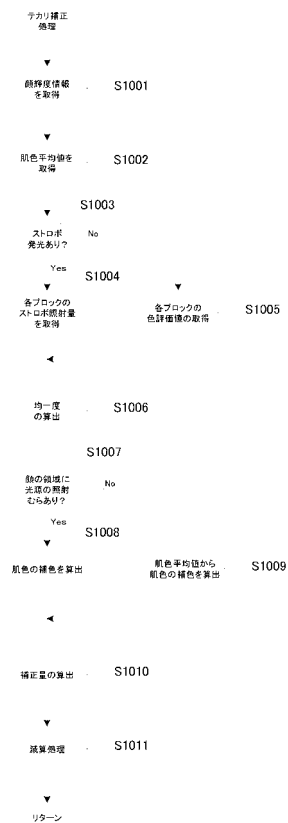 テカリ補正
処理
顔輝度情報
を取得
S1001
肌色平均値を
取得
S1002
S1003
ストロボ
発光あり?
No
Yes
S1004
各ブロックの
ストロボ照射量
を取得
各ブロックの
色評価値の取得
S1005
均一度
の算出
S1006
S1007
顔の領域に
光源の照射
むらあり?
No
Yes
S1008
肌色の補色を算出
肌色平均値から
肌色の補色を算出
S1009
補正量の算出
S1010
減算処理
S1011
リターン